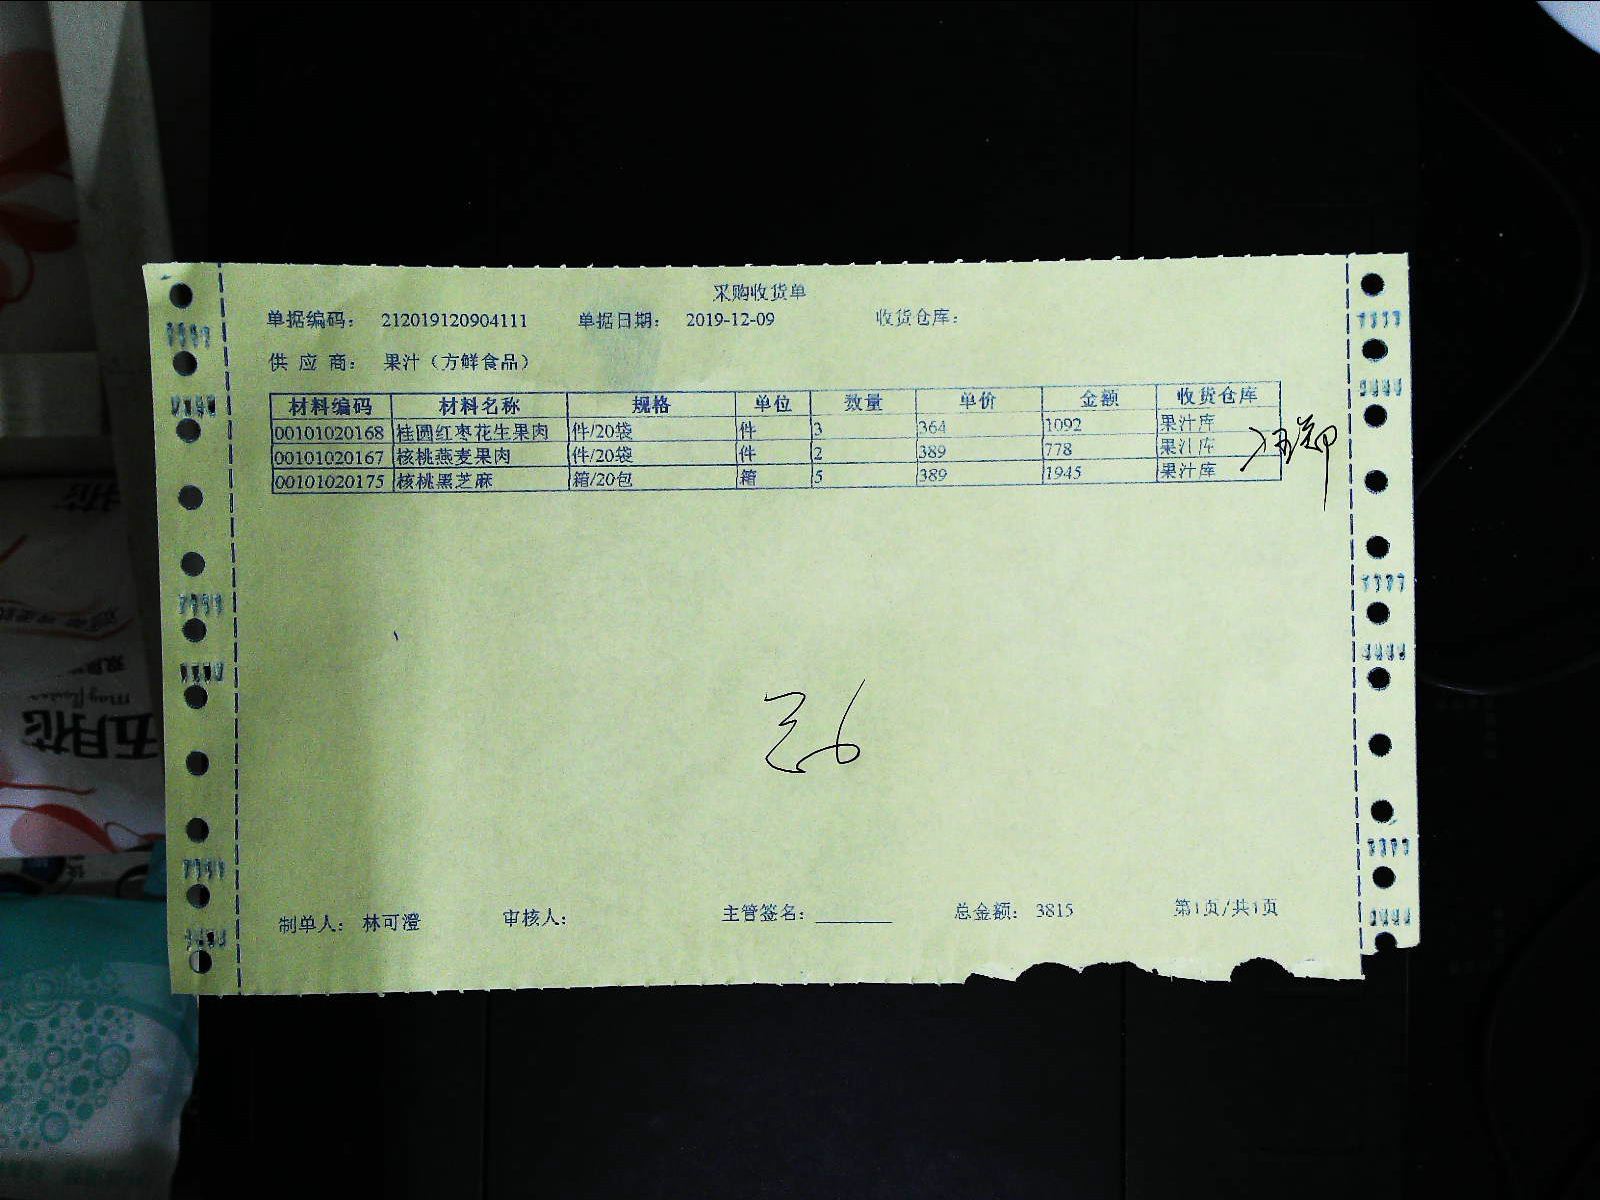 采购收货单
单据编码: 212019120904111 单据日期: 2019-12-09 收货仓库:
供 应 商: 果汁（方鲜食品）
材料编码 材料名称 规格 单位 数量 单价 金额 收货仓库
00101020168 桂圆红枣花生果肉 件/20袋 件 3 364 1092 果汁库
00101020167 核桃燕麦果肉 件/20袋 件 2 389 778 果汁库
00101020175 核桃黑芝麻 箱/20包 箱 5 389 1945 果汁库
制单人: 林可澄 审核人: 主管签名: ________ 总金额: 3815 第1页/共1页
mayflower
五月花